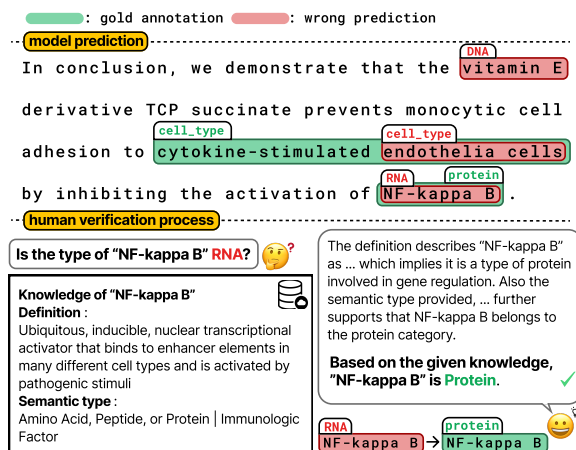 : gold annotation : wrong prediction
model prediction
DNA
In conclusion, we demonstrate that the vitamin E
derivative TCP succinate prevents monocytic cell
cell_type cell_type
adhesion to cytokine-stimulated endothelia cells
RNA protein
by inhibiting the activation of NF-kappa B .
human verification process
Is the type of “NF-kappa B” RNA? ?
Knowledge of “NF-kappa B”
Definition :
Ubiquitous, inducible, nuclear transcriptional
activator that binds to enhancer elements in
many different cell types and is activated by
pathogenic stimuli
Semantic type :
Amino Acid, Peptide, or Protein | Immunologic
Factor
The definition describes “NF-kappa B”
as ... which implies it is a type of protein
involved in gene regulation. Also the
semantic type provided, ... further
supports that NF-kappa B belongs to
the protein category.
Based on the given knowledge,
”NF-kappa B” is Protein.
RNA protein
NF-kappa B → NF-kappa B